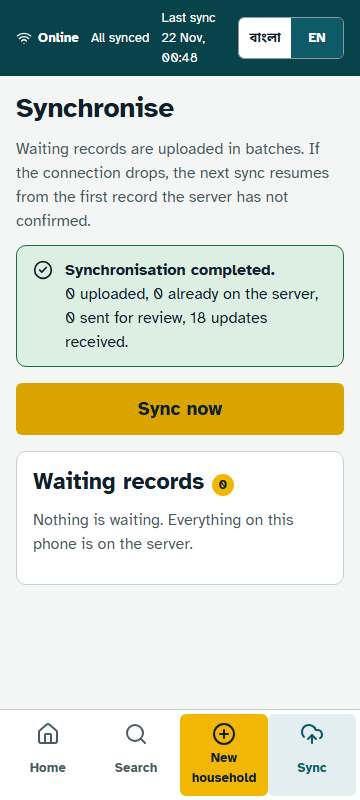 Online
All synced
Last sync
22 Nov,
00:48
বাংলা
EN
Synchronise
Waiting records are uploaded in batches. If
the connection drops, the next sync resumes
from the first record the server has not
confirmed.
Synchronisation completed.
0 uploaded, 0 already on the server,
0 sent for review, 18 updates
received.
Sync now
Waiting records 0
Nothing is waiting. Everything on this
phone is on the server.
Home
Search
New
household
Sync